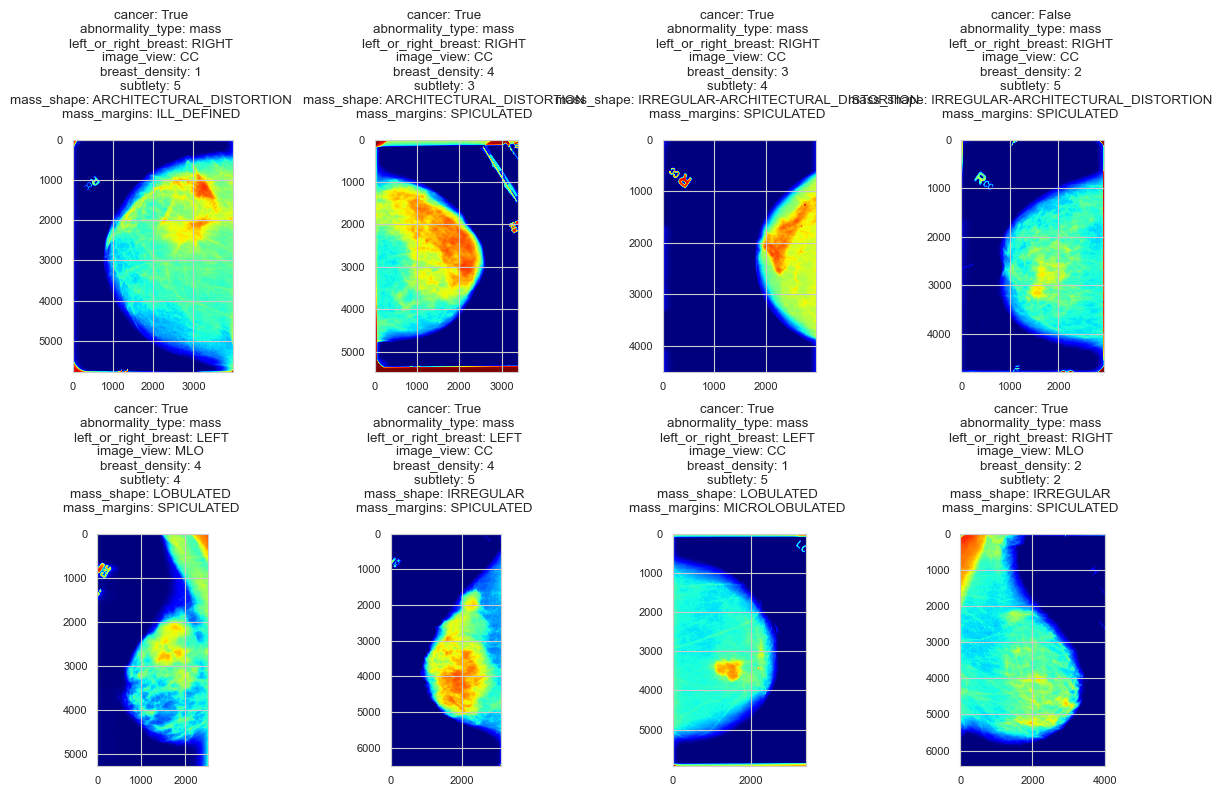 cancer: True
abnormality_type: mass
left_or_right_breast: RIGHT
image_view: CC
breast_density: 1
subtlety: 5
mass_shape: ARCHITECTURAL_DISTORTION
mass_margins: ILL_DEFINED
0
1000
2000
3000
4000
5000
0 1000 2000 3000
cancer: True
abnormality_type: mass
left_or_right_breast: RIGHT
image_view: CC
breast_density: 4
subtlety: 3
mass_shape: ARCHITECTURAL_DISTORTION
mass_margins: SPICULATED
0
1000
2000
3000
4000
5000
0 1000 2000 3000
cancer: True
abnormality_type: mass
left_or_right_breast: RIGHT
image_view: CC
breast_density: 3
subtlety: 4
mass_shape: IRREGULAR-ARCHITECTURAL_DISTORTION
mass_margins: SPICULATED
0
1000
2000
3000
4000
0 1000 2000
cancer: False
abnormality_type: mass
left_or_right_breast: RIGHT
image_view: CC
breast_density: 2
subtlety: 5
mass_shape: IRREGULAR-ARCHITECTURAL_DISTORTION
mass_margins: SPICULATED
0
1000
2000
3000
4000
R
0 1000 2000
cancer: True
abnormality_type: mass
left_or_right_breast: LEFT
image_view: MLO
breast_density: 4
subtlety: 4
mass_shape: LOBULATED
mass_margins: SPICULATED
0
1000
2000
3000
4000
5000
0 1000 2000
cancer: True
abnormality_type: mass
left_or_right_breast: LEFT
image_view: CC
breast_density: 4
subtlety: 5
mass_shape: IRREGULAR
mass_margins: SPICULATED
0
1000
2000
3000
4000
5000
6000
0 2000
cancer: True
abnormality_type: mass
left_or_right_breast: LEFT
image_view: CC
breast_density: 1
subtlety: 5
mass_shape: LOBULATED
mass_margins: MICROLOBULATED
0
1000
2000
3000
4000
5000
0 2000
cancer: True
abnormality_type: mass
left_or_right_breast: RIGHT
image_view: MLO
breast_density: 2
subtlety: 2
mass_shape: IRREGULAR
mass_margins: SPICULATED
0
1000
2000
3000
4000
5000
6000
0 2000 4000